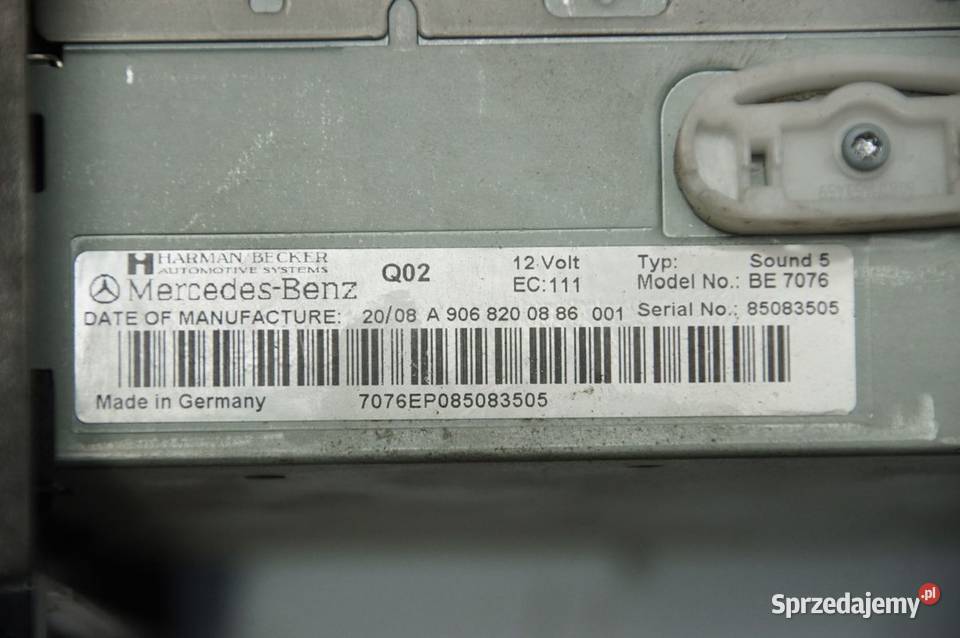 HARMAN BECKER
AUTOMOTIVE SYSTEMS
Mercedes-Benz
Q02
12 Volt
EC:111
Typ: Sound 5
Model No.: BE 7076
DATE OF MANUFACTURE: 20/08 A 906 820 08 86 001 Serial No.: 85083505
Made in Germany 7076EP085083505
Sprzedajemy.pl